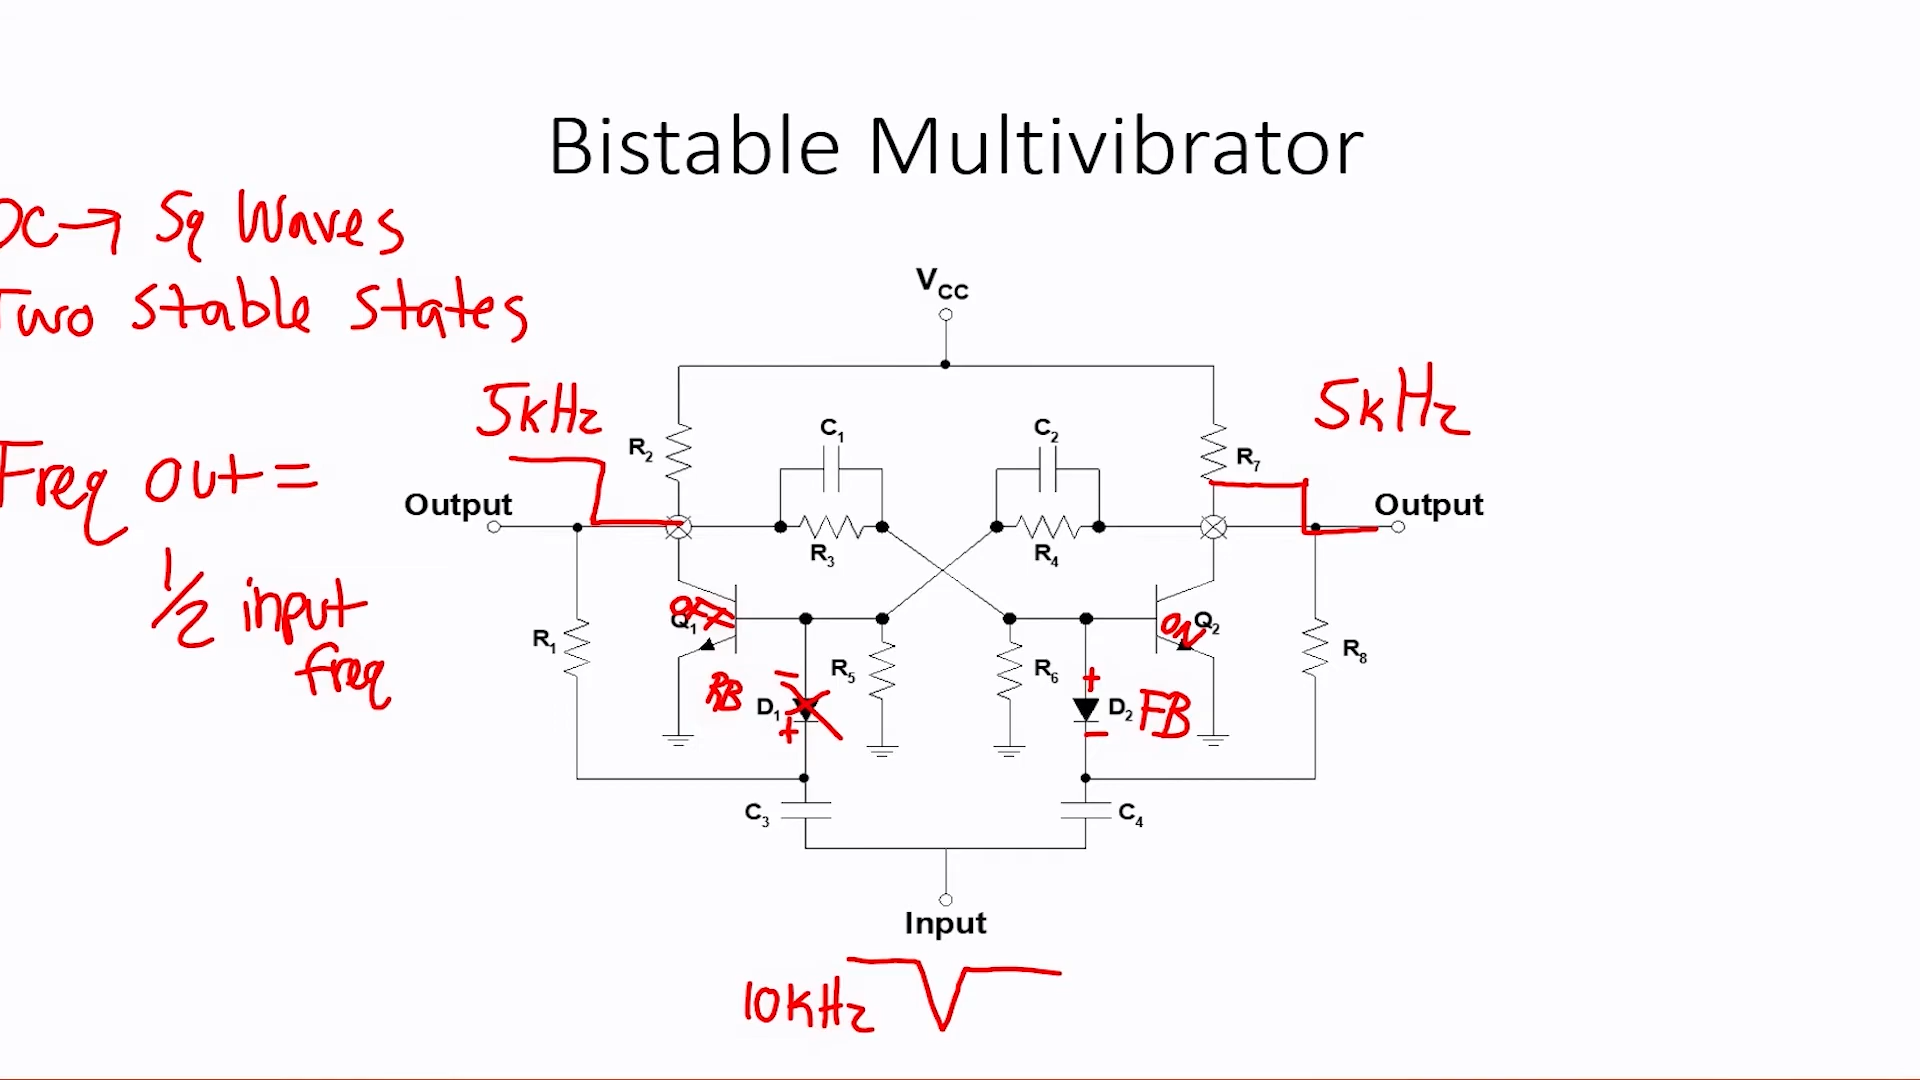 Bistable Multivibrator
DC → Sq Waves
Two stable states
V_CC
5kHz
5kHz
C1
C2
R2
R7
Freq out =
Output
Output
R3
R4
1/2 input
freq
OFF
Q1
ON
Q2
R1
R8
RB
D1
-
+
R5
R6
+
-
D2
FB
C3
C4
Input
10kHz